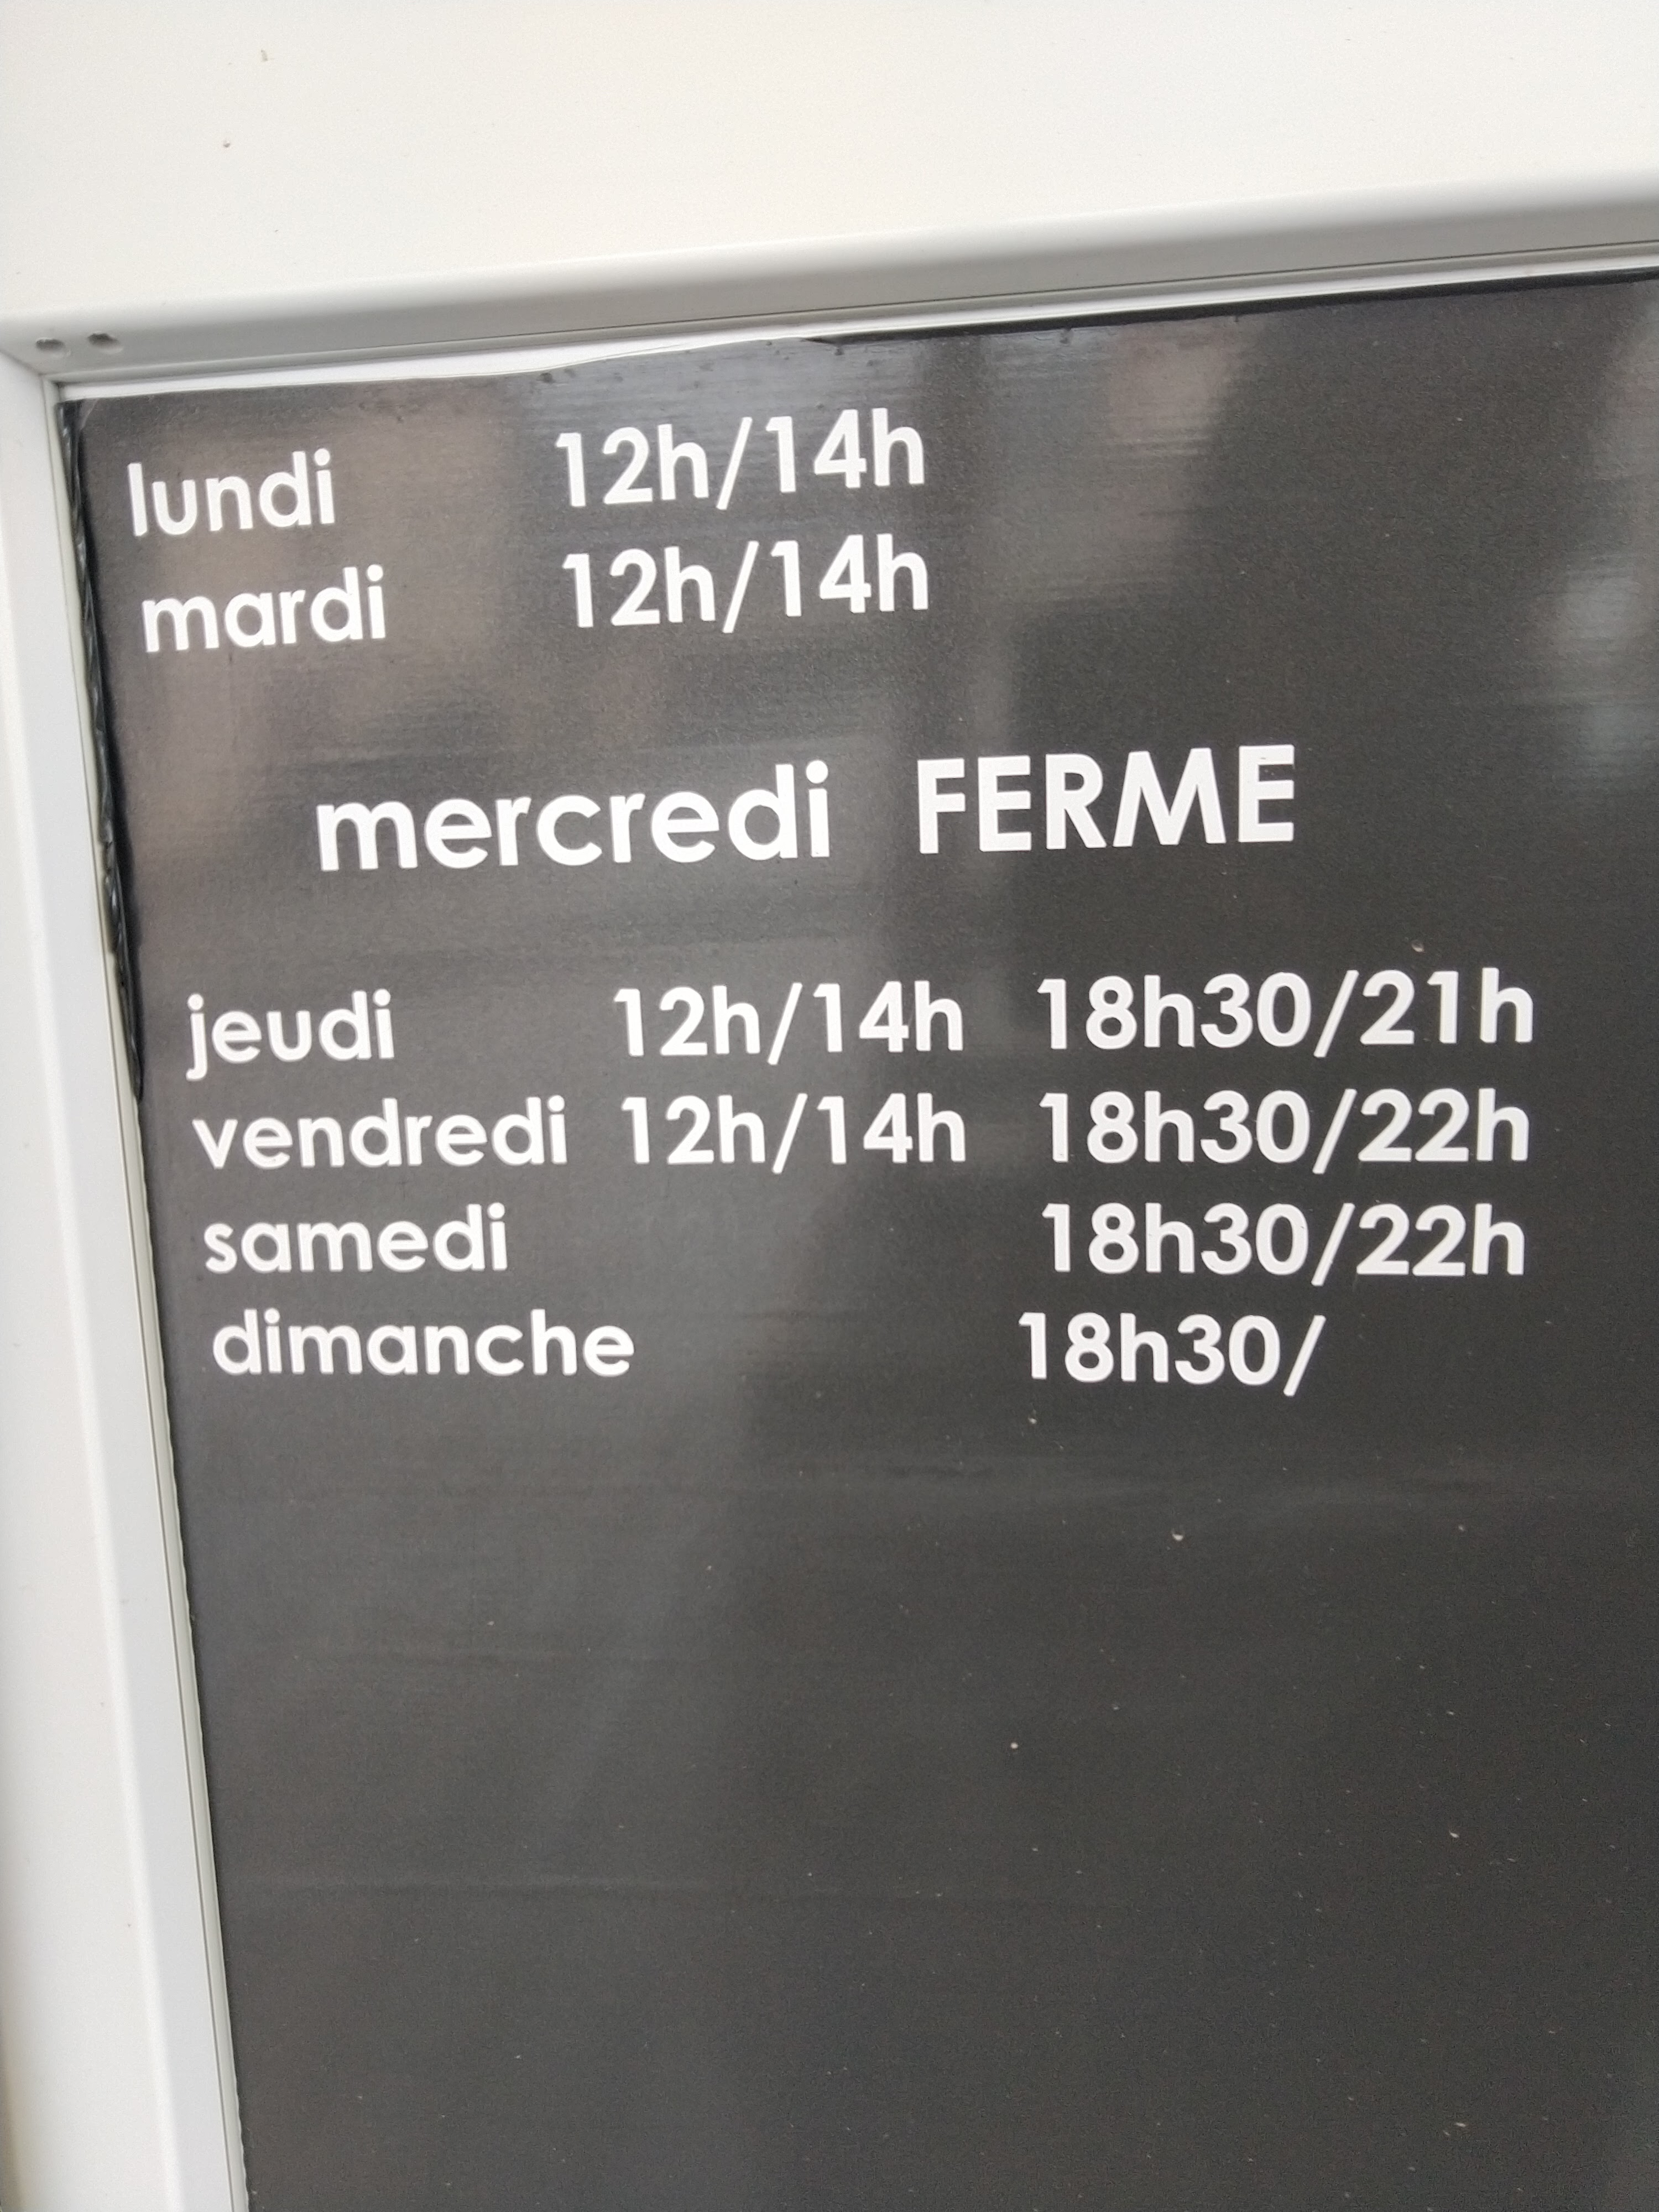 lundi 12h/14h
mardi 12h/14h
mercredi FERME
jeudi 12h/14h 18h30/21h
vendredi 12h/14h 18h30/22h
samedi 18h30/22h
dimanche 18h30/